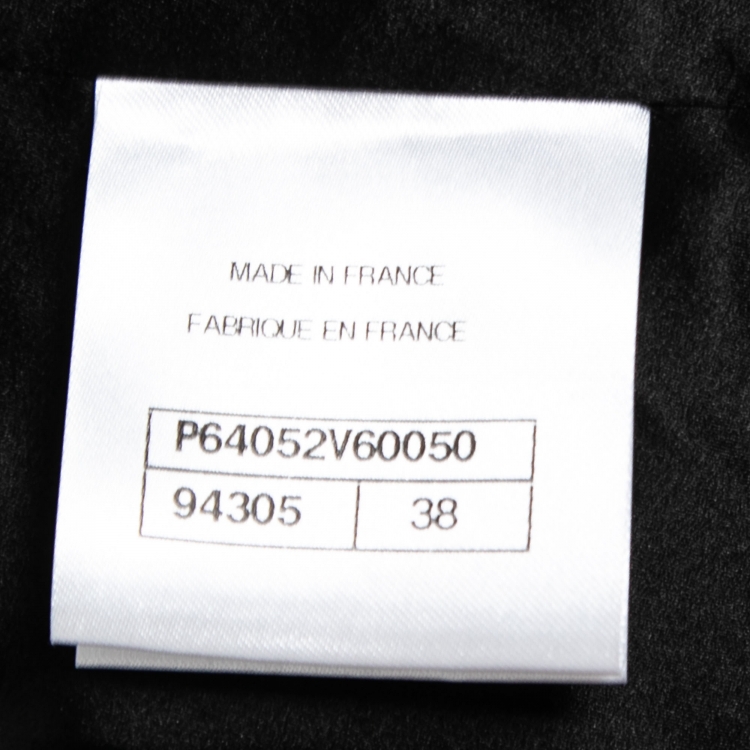 MADE IN FRANCE
FABRIQUE EN FRANCE
P64052V60050
94305 38